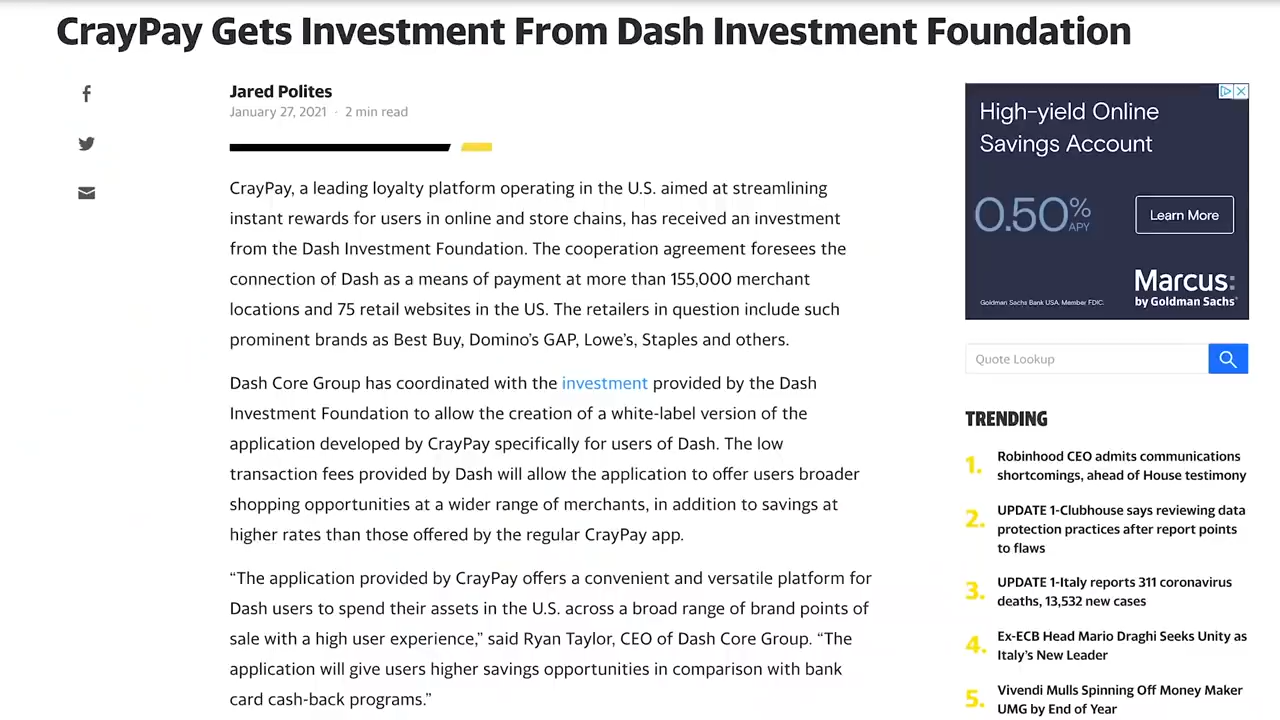 CrayPay Gets Investment From Dash Investment Foundation
Jared Polites
January 27, 2021 · 2 min read
CrayPay, a leading loyalty platform operating in the U.S. aimed at streamlining
instant rewards for users in online and store chains, has received an investment
from the Dash Investment Foundation. The cooperation agreement foresees the
connection of Dash as a means of payment at more than 155,000 merchant
locations and 75 retail websites in the US. The retailers in question include such
prominent brands as Best Buy, Domino's GAP, Lowe's, Staples and others.
Dash Core Group has coordinated with the investment provided by the Dash
Investment Foundation to allow the creation of a white-label version of the
application developed by CrayPay specifically for users of Dash. The low
transaction fees provided by Dash will allow the application to offer users broader
shopping opportunities at a wider range of merchants, in addition to savings at
higher rates than those offered by the regular CrayPay app.
“The application provided by CrayPay offers a convenient and versatile platform for
Dash users to spend their assets in the U.S. across a broad range of brand points of
sale with a high user experience,” said Ryan Taylor, CEO of Dash Core Group. “The
application will give users higher savings opportunities in comparison with bank
card cash-back programs.”
High-yield Online
Savings Account
0.50% APY
Learn More
Marcus:
by Goldman Sachs®
Goldman Sachs Bank USA. Member FDIC.
Quote Lookup
TRENDING
1. Robinhood CEO admits communications
shortcomings, ahead of House testimony
2. UPDATE 1-Clubhouse says reviewing data
protection practices after report points
to flaws
3. UPDATE 1-Italy reports 311 coronavirus
deaths, 13,532 new cases
4. Ex-ECB Head Mario Draghi Seeks Unity as
Italy's New Leader
5. Vivendi Mulls Spinning Off Money Maker
UMG by End of Year